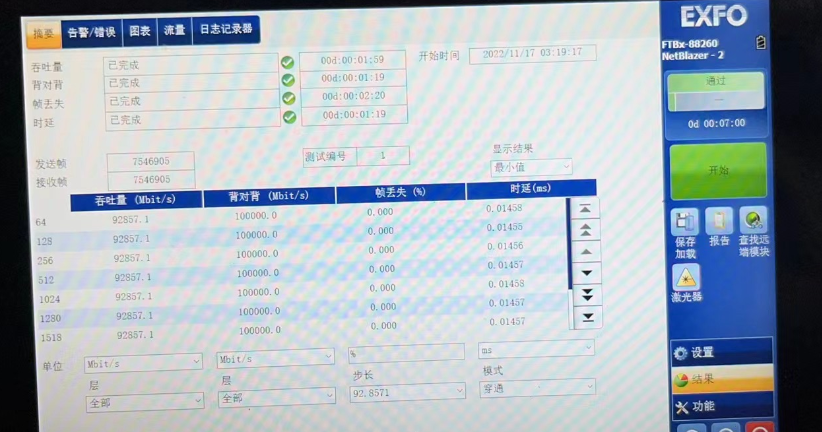 摘要 告警/错误 图表 流量 日志记录器
EXFO
FTBx-88260
NetBlazer - 2
吞吐量 已完成 00d:00:01:59 开始时间 2022/11/17 03:19:17
背对背 已完成 00d:00:01:19
帧丢失 已完成 00d:00:02:20
时延 已完成 00d:00:01:19
通过
--
0d 00:07:00
发送帧 7546905 测试编号 1 显示结果
接收帧 7546905 最小值
开始
吞吐量 (Mbit/s) 背对背 (Mbit/s) 帧丢失 (%) 时延(ms)
64 92857.1 100000.0 0.000 0.01458
128 92857.1 100000.0 0.000 0.01455
256 92857.1 100000.0 0.000 0.01456
512 92857.1 100000.0 0.000 0.01457
1024 92857.1 100000.0 0.000 0.01458
1280 92857.1 100000.0 0.000 0.01457
1518 92857.1 100000.0 0.000 0.01457
保存 报告 查找远
加载 端模块
激光器
单位 Mbit/s Mbit/s % ms
层 层 步长 模式
全部 全部 92.8571 穿通
设置
结果
功能